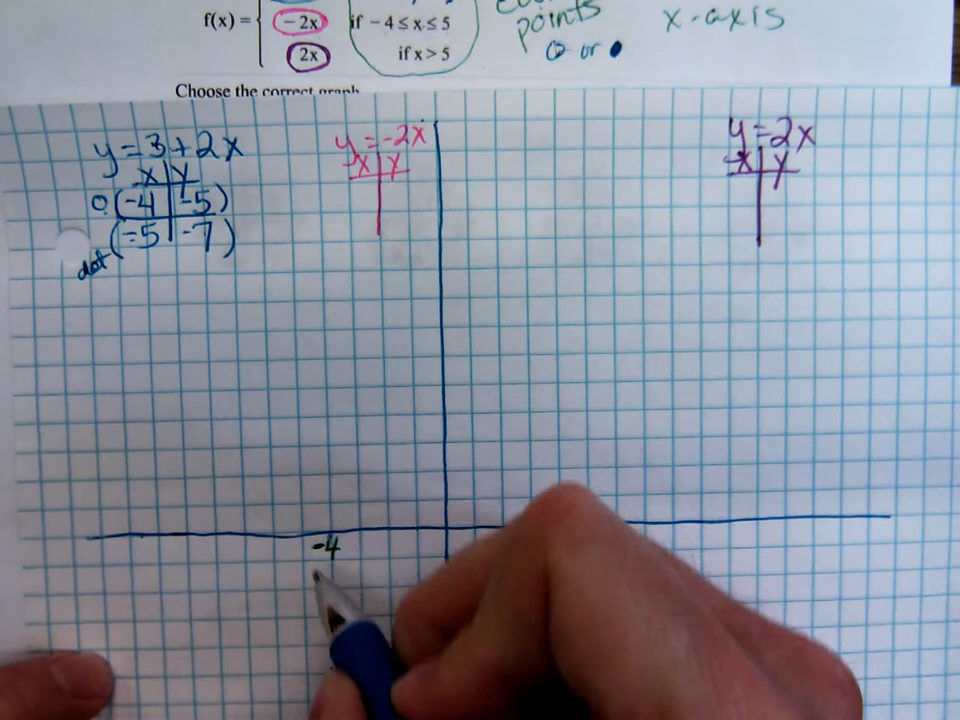 f(x) =
-2x if -4 ≤ x ≤ 5
2x if x > 5
points
or
x-axis
Choose the correct graph
y = 3 + 2x
x y
(-4 -5)
(-5 -7)
dot
y = -2x
x y
y = 2x
x y
-4